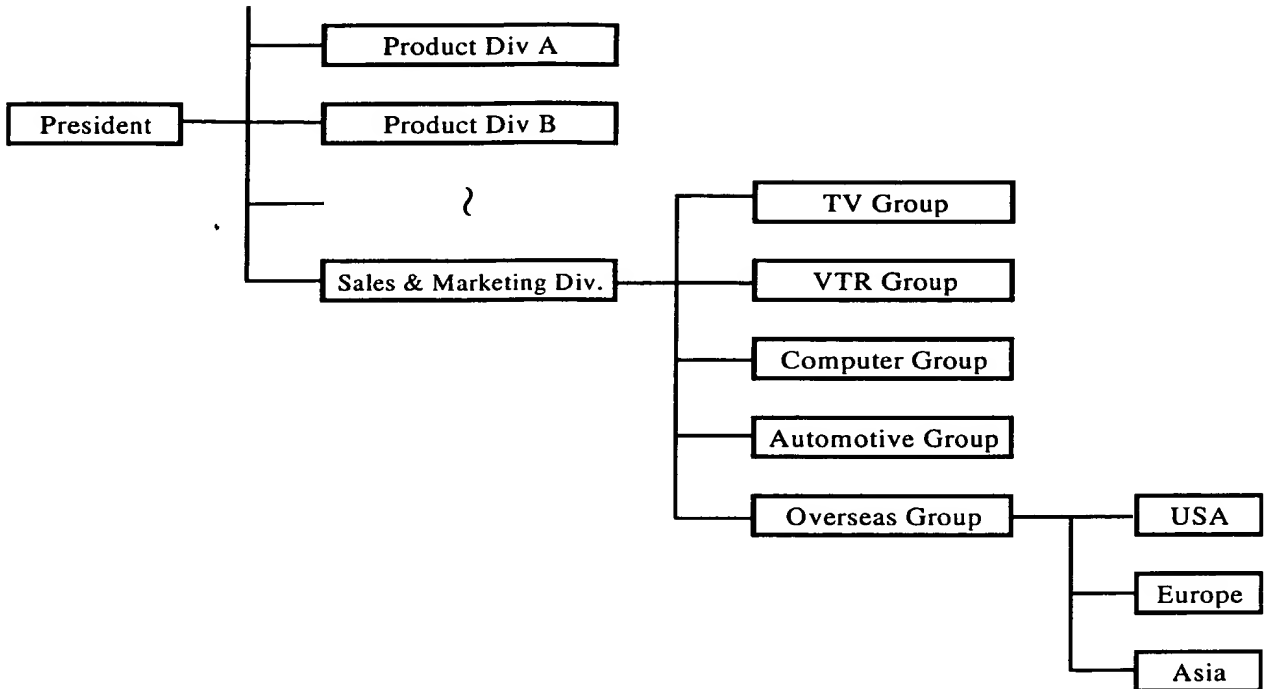 Product Div A
President
Product Div B
Sales & Marketing Div.
TV Group
VTR Group
Computer Group
Automotive Group
Overseas Group
USA
Europe
Asia